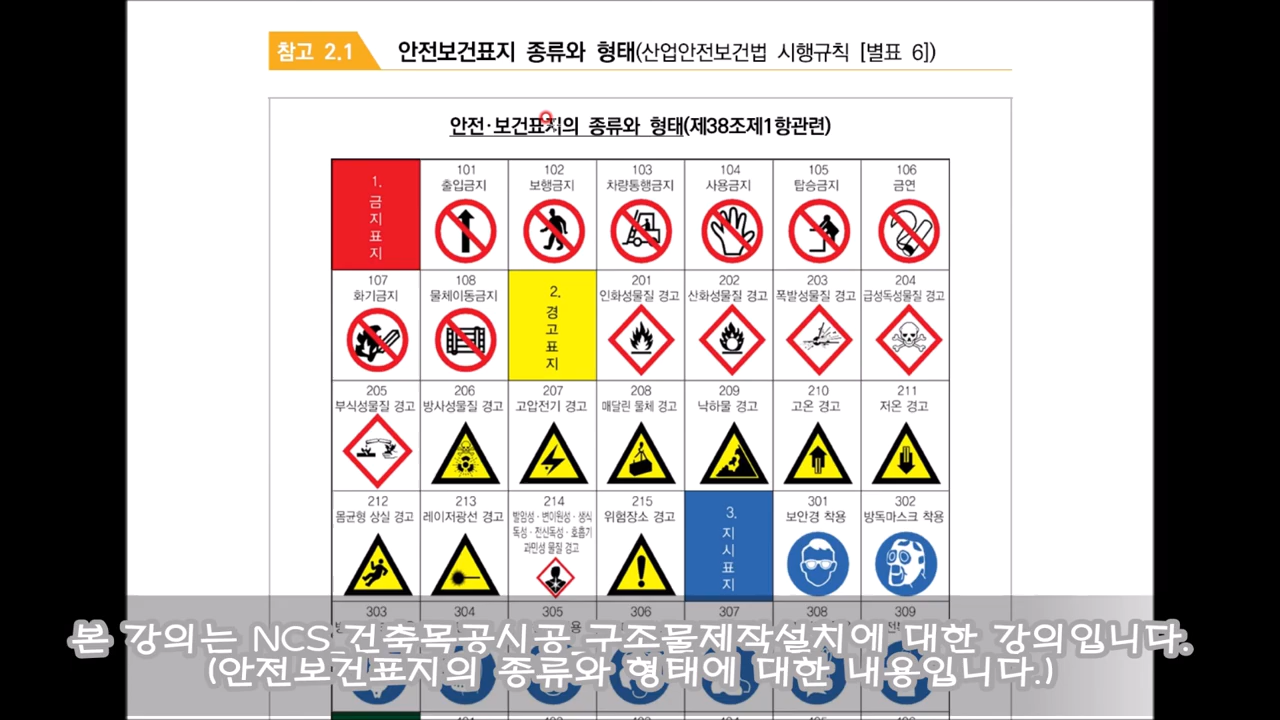 참고 2.1 안전보건표지 종류와 형태(산업안전보건법 시행규칙 [별표 6])
안전·보건표지의 종류와 형태(제38조제1항관련)
1. 금지표지
101 출입금지
102 보행금지
103 차량통행금지
104 사용금지
105 탑승금지
106 금연
107 화기금지
108 물체이동금지
2. 경고표지
201 인화성물질 경고
202 산화성물질 경고
203 폭발성물질 경고
204 급성독성물질 경고
205 부식성물질 경고
206 방사성물질 경고
207 고압전기 경고
208 매달린 물체 경고
209 낙하물 경고
210 고온 경고
211 저온 경고
212 몸균형 상실 경고
213 레이저광선 경고
214 발암성·변이원성·생식독성·전신독성·호흡기과민성 물질 경고
215 위험장소 경고
3. 지시표지
301 보안경 착용
302 방독마스크 착용
303
304
305
306
307
308
309
본 강의는 NCS_건축목공시공_구조물제작설치에 대한 강의입니다.
(안전보건표지의 종류와 형태에 대한 내용입니다.)